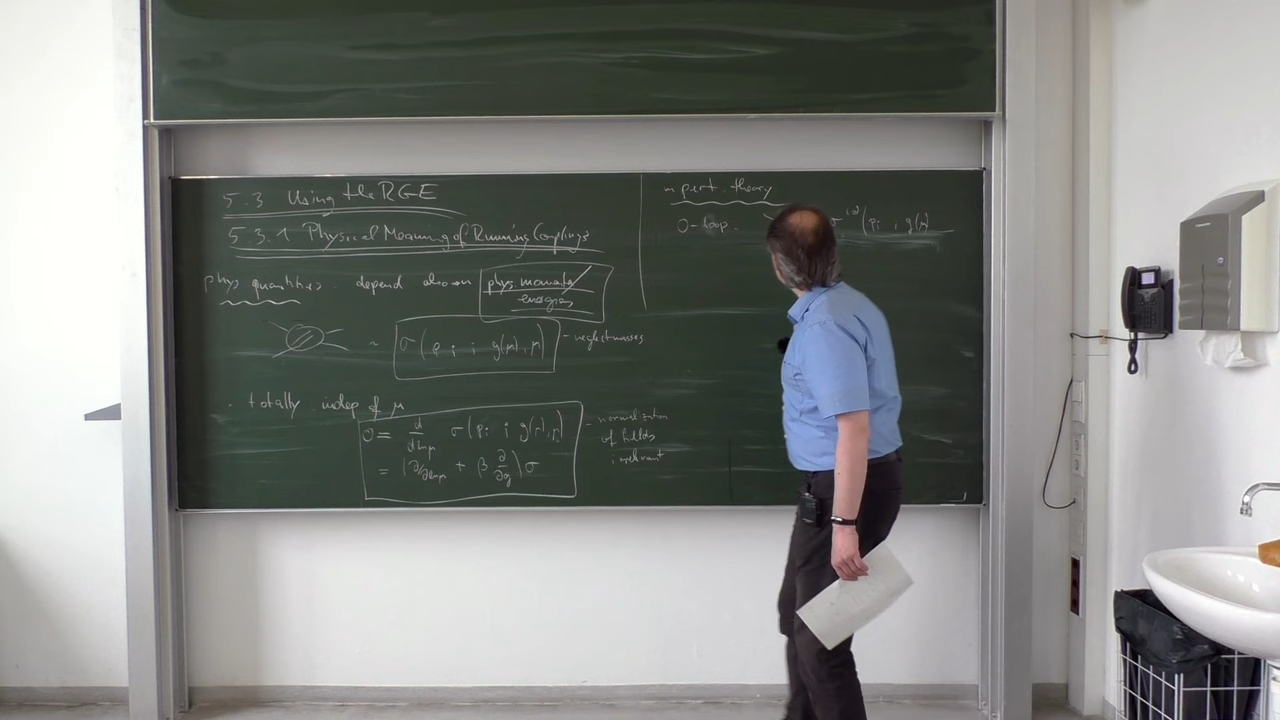 5.3 Using the RGE
5.3.1 Physical Meaning of Running Couplings
phys quantities. depend also on phys. momenta/
energies
~ σ(pi ; g(μ), μ) - neglect masses
. totally indep of μ
0 = d/dlnμ σ(pi ; g(μ), μ)
= (∂/∂lnμ + β ∂/∂g) σ
- normalization
of fields
irrelevant
in pert. theory
0-loop. σ(pi ; g(μ))